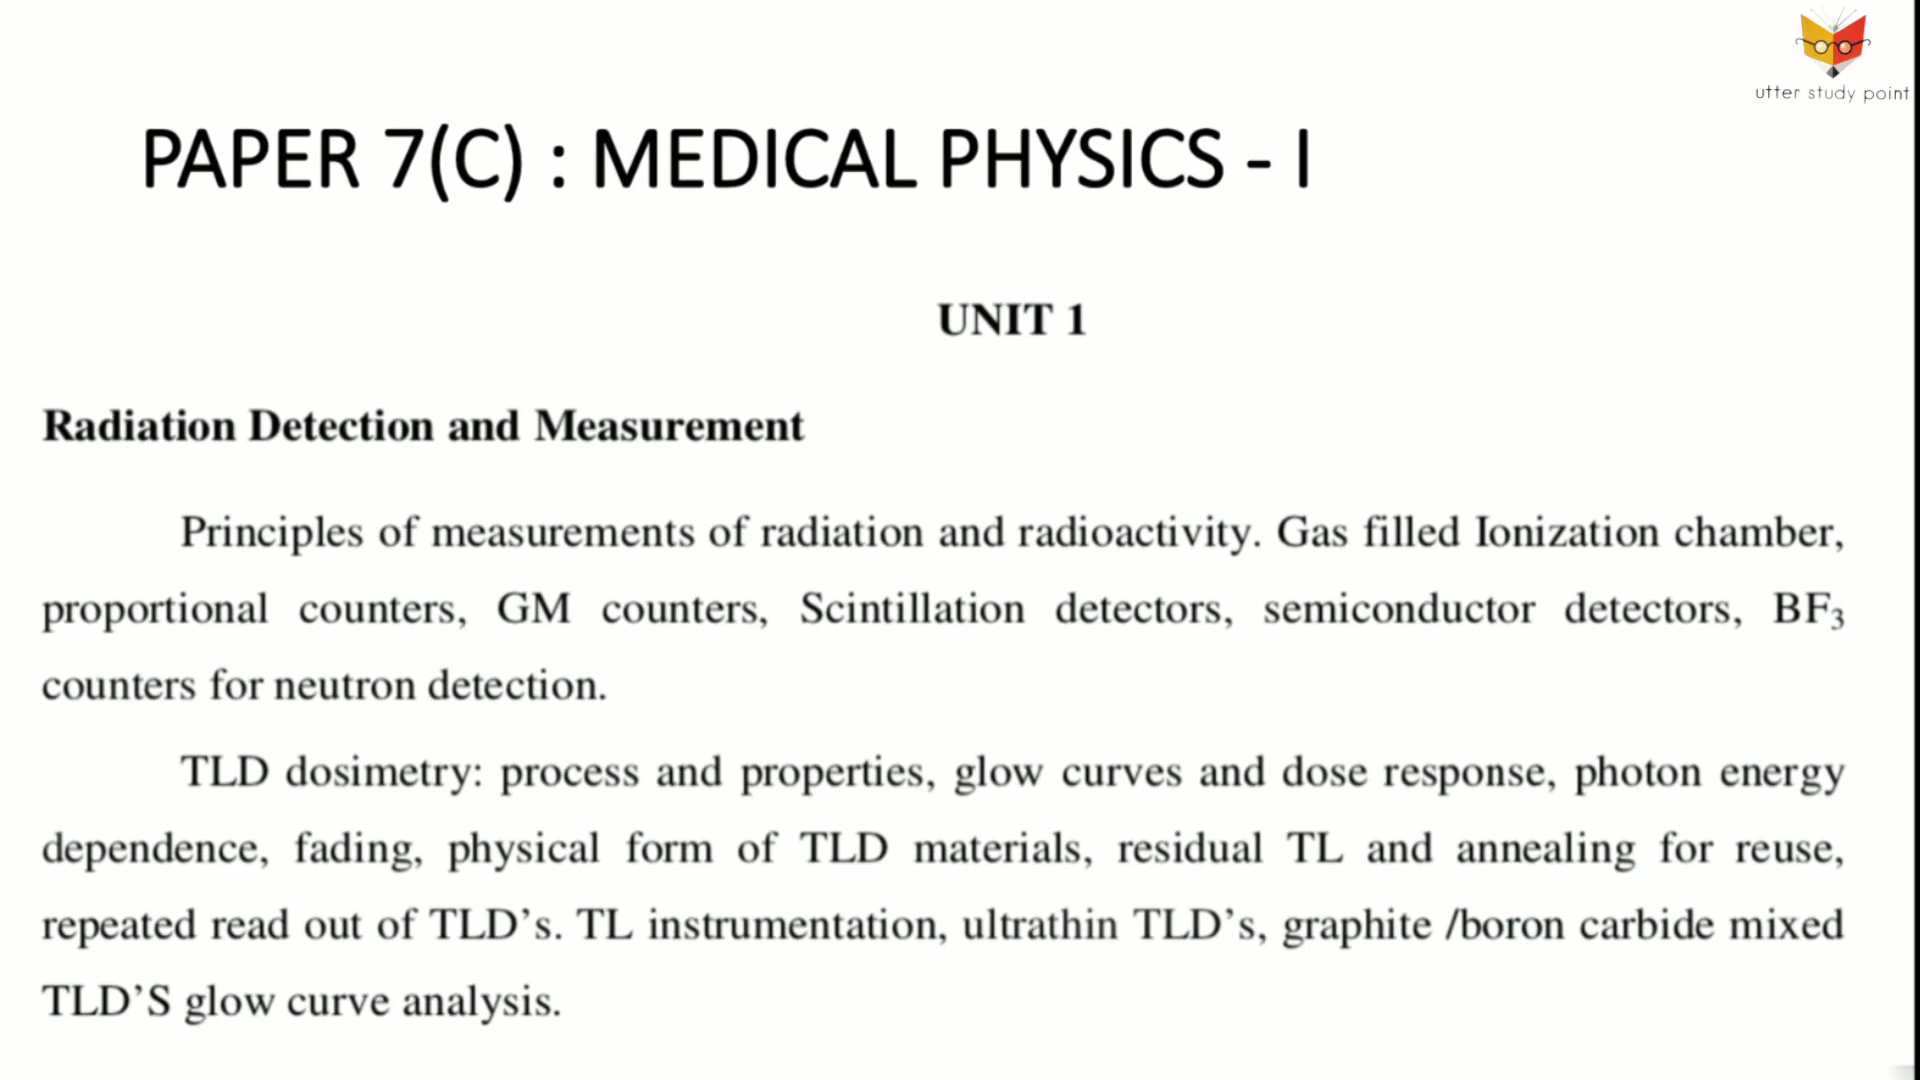 utter study point
PAPER 7(C) : MEDICAL PHYSICS - I
UNIT 1
Radiation Detection and Measurement
Principles of measurements of radiation and radioactivity. Gas filled Ionization chamber,
proportional counters, GM counters, Scintillation detectors, semiconductor detectors, BF₃
counters for neutron detection.
TLD dosimetry: process and properties, glow curves and dose response, photon energy
dependence, fading, physical form of TLD materials, residual TL and annealing for reuse,
repeated read out of TLD’s. TL instrumentation, ultrathin TLD’s, graphite /boron carbide mixed
TLD’S glow curve analysis.